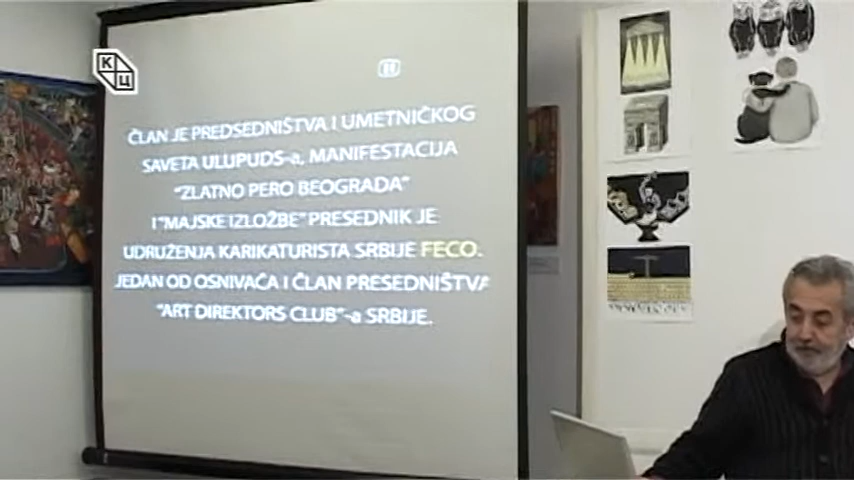 К
Ц
ČLAN JE PREDSEDNIŠTVA I UMETNIČKOG
SAVETA ULUPUDS-a, MANIFESTACIJA
"ZLATNO PERO BEOGRADA"
I "MAJSKE IZLOŽBE" PRESEDNIK JE
UDRUŽENJA KARIKATURISTA SRBIJE FECO.
JEDAN OD OSNIVAČA I ČLAN PRESEDNIŠTVA
"ART DIREKTORS CLUB"-a SRBIJE.